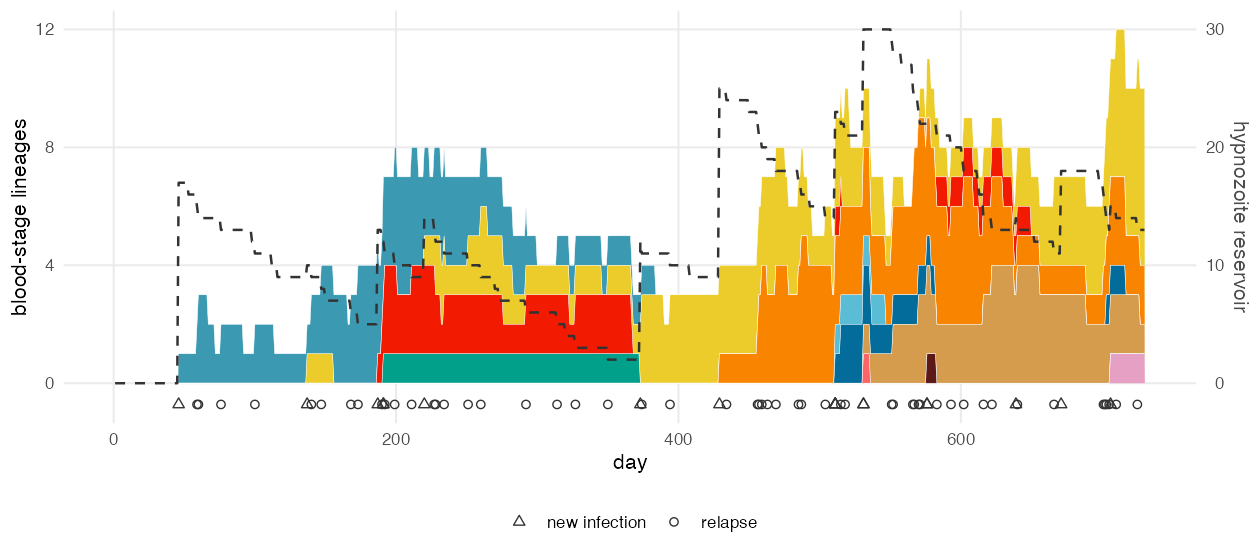 12
8
4
0
blood-stage lineages
30
20
10
0
hypnozoite reservoir
0
200
400
600
day
new infection
relapse